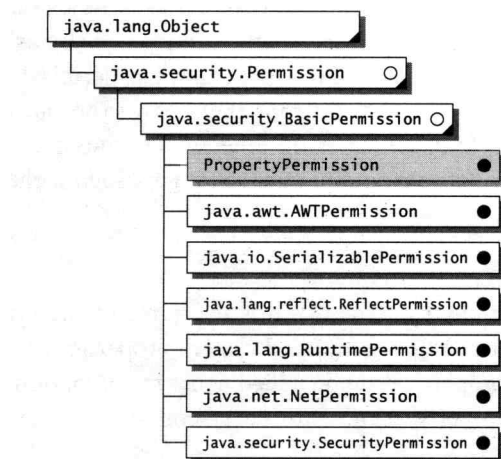 java.lang.Object
java.security.Permission
java.security.BasicPermission
PropertyPermission
java.awt.AWTPermission
java.io.SerializablePermission
java.lang.reflect.ReflectPermission
java.lang.RuntimePermission
java.net.NetPermission
java.security.SecurityPermission